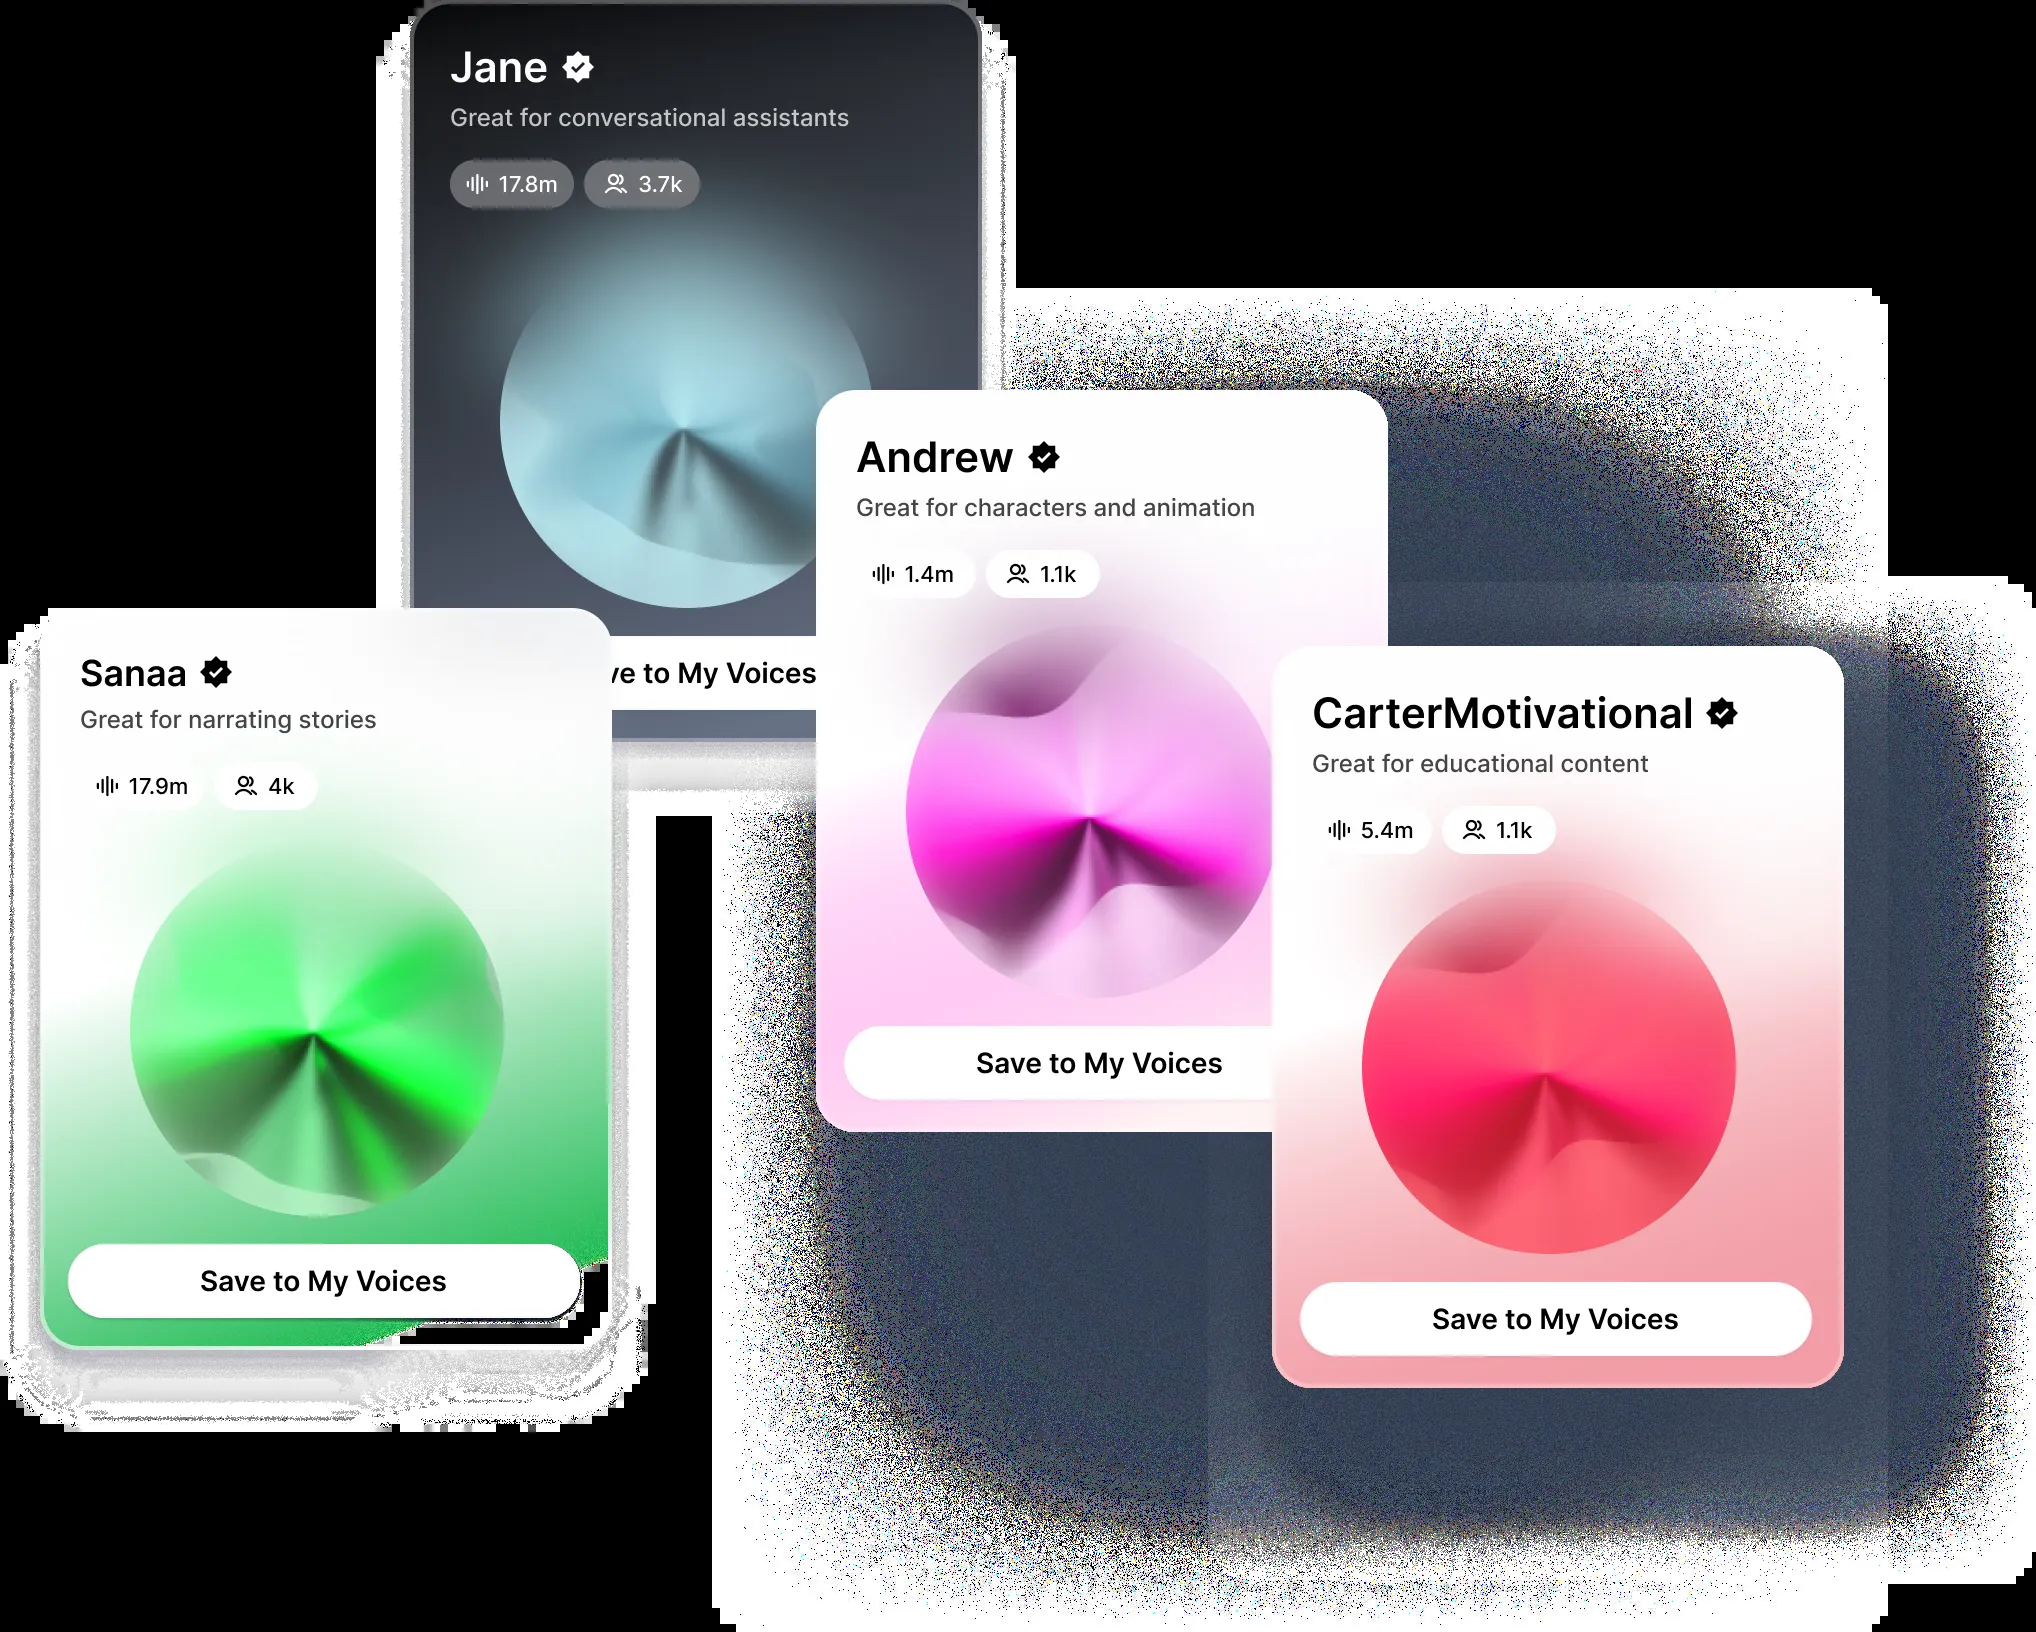 Jane
Great for conversational assistants
17.8m 3.7k
ve to My Voices
Andrew
Great for characters and animation
1.4m 1.1k
Save to My Voices
Sanaa
Great for narrating stories
17.9m 4k
Save to My Voices
CarterMotivational
Great for educational content
5.4m 1.1k
Save to My Voices